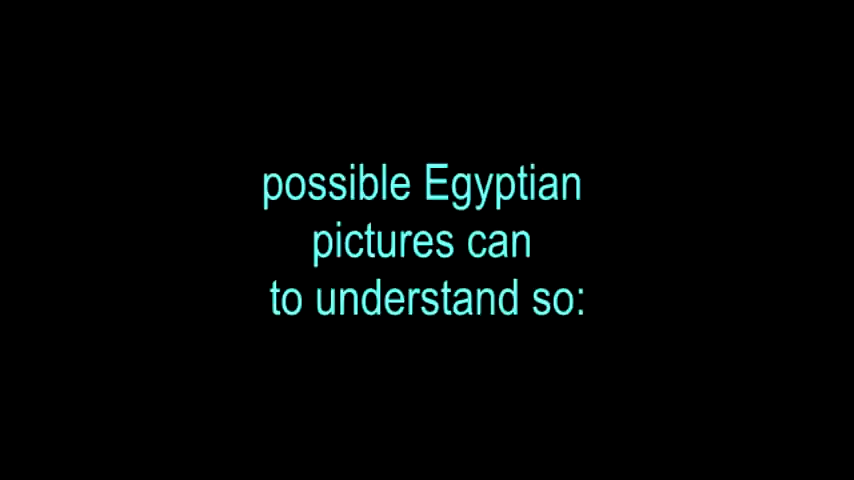 possible Egyptian
pictures can
to understand so: